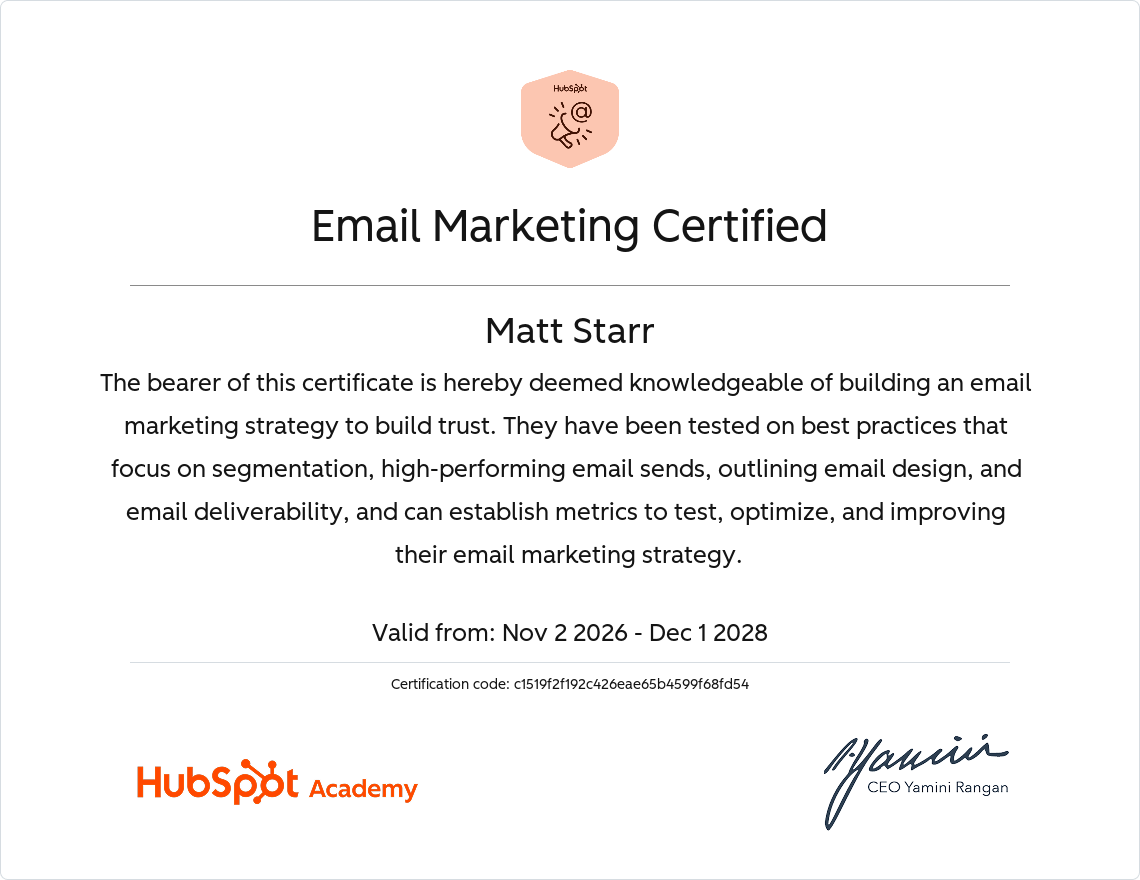 HubSpot
@
Email Marketing Certified
Matt Starr
The bearer of this certificate is hereby deemed knowledgeable of building an email
marketing strategy to build trust. They have been tested on best practices that
focus on segmentation, high-performing email sends, outlining email design, and
email deliverability, and can establish metrics to test, optimize, and improving
their email marketing strategy.
Valid from: Nov 2 2026 - Dec 1 2028
Certification code: c1519f2f192c426eae65b4599f68fd54
HubSpot Academy
Yamini
CEO Yamini Rangan